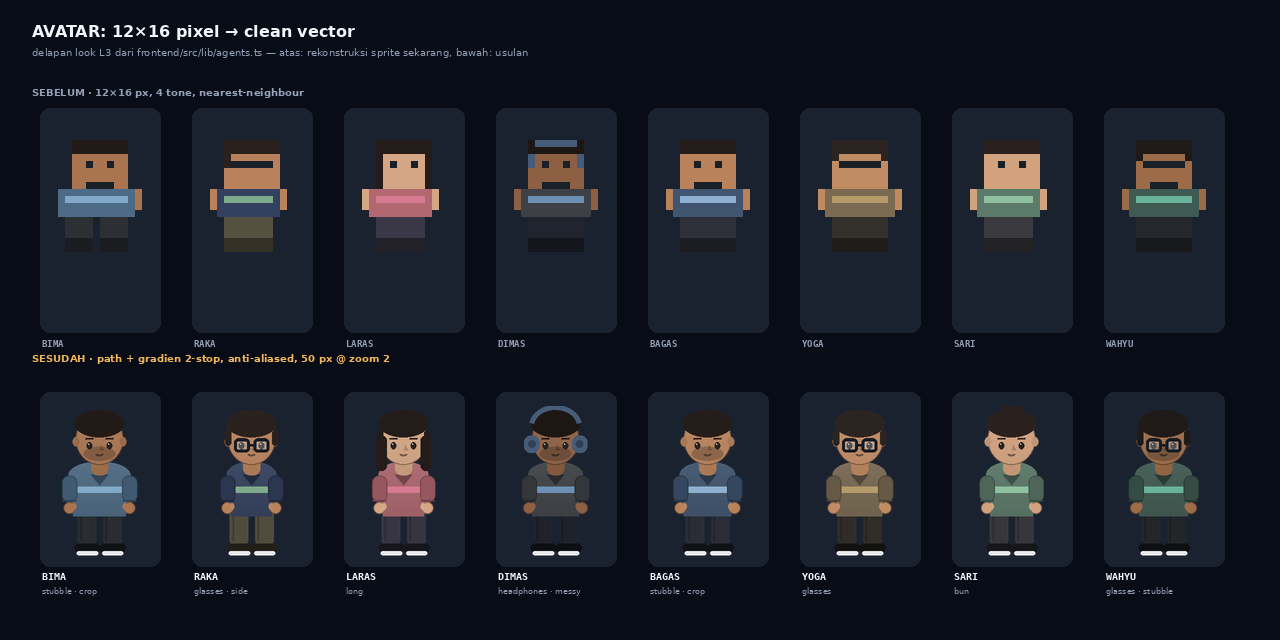 AVATAR: 12×16 pixel → clean vector
delapan look L3 dari frontend/src/lib/agents.ts — atas: rekonstruksi sprite sekarang, bawah: usulan
SEBELUM · 12×16 px, 4 tone, nearest-neighbour
BIMA RAKA LARAS DIMAS BAGAS YOGA SARI WAHYU
SESUDAH · path + gradien 2-stop, anti-aliased, 50 px @ zoom 2
BIMA RAKA LARAS DIMAS BAGAS YOGA SARI WAHYU
stubble · crop glasses · side long headphones · messy stubble · crop glasses bun glasses · stubble